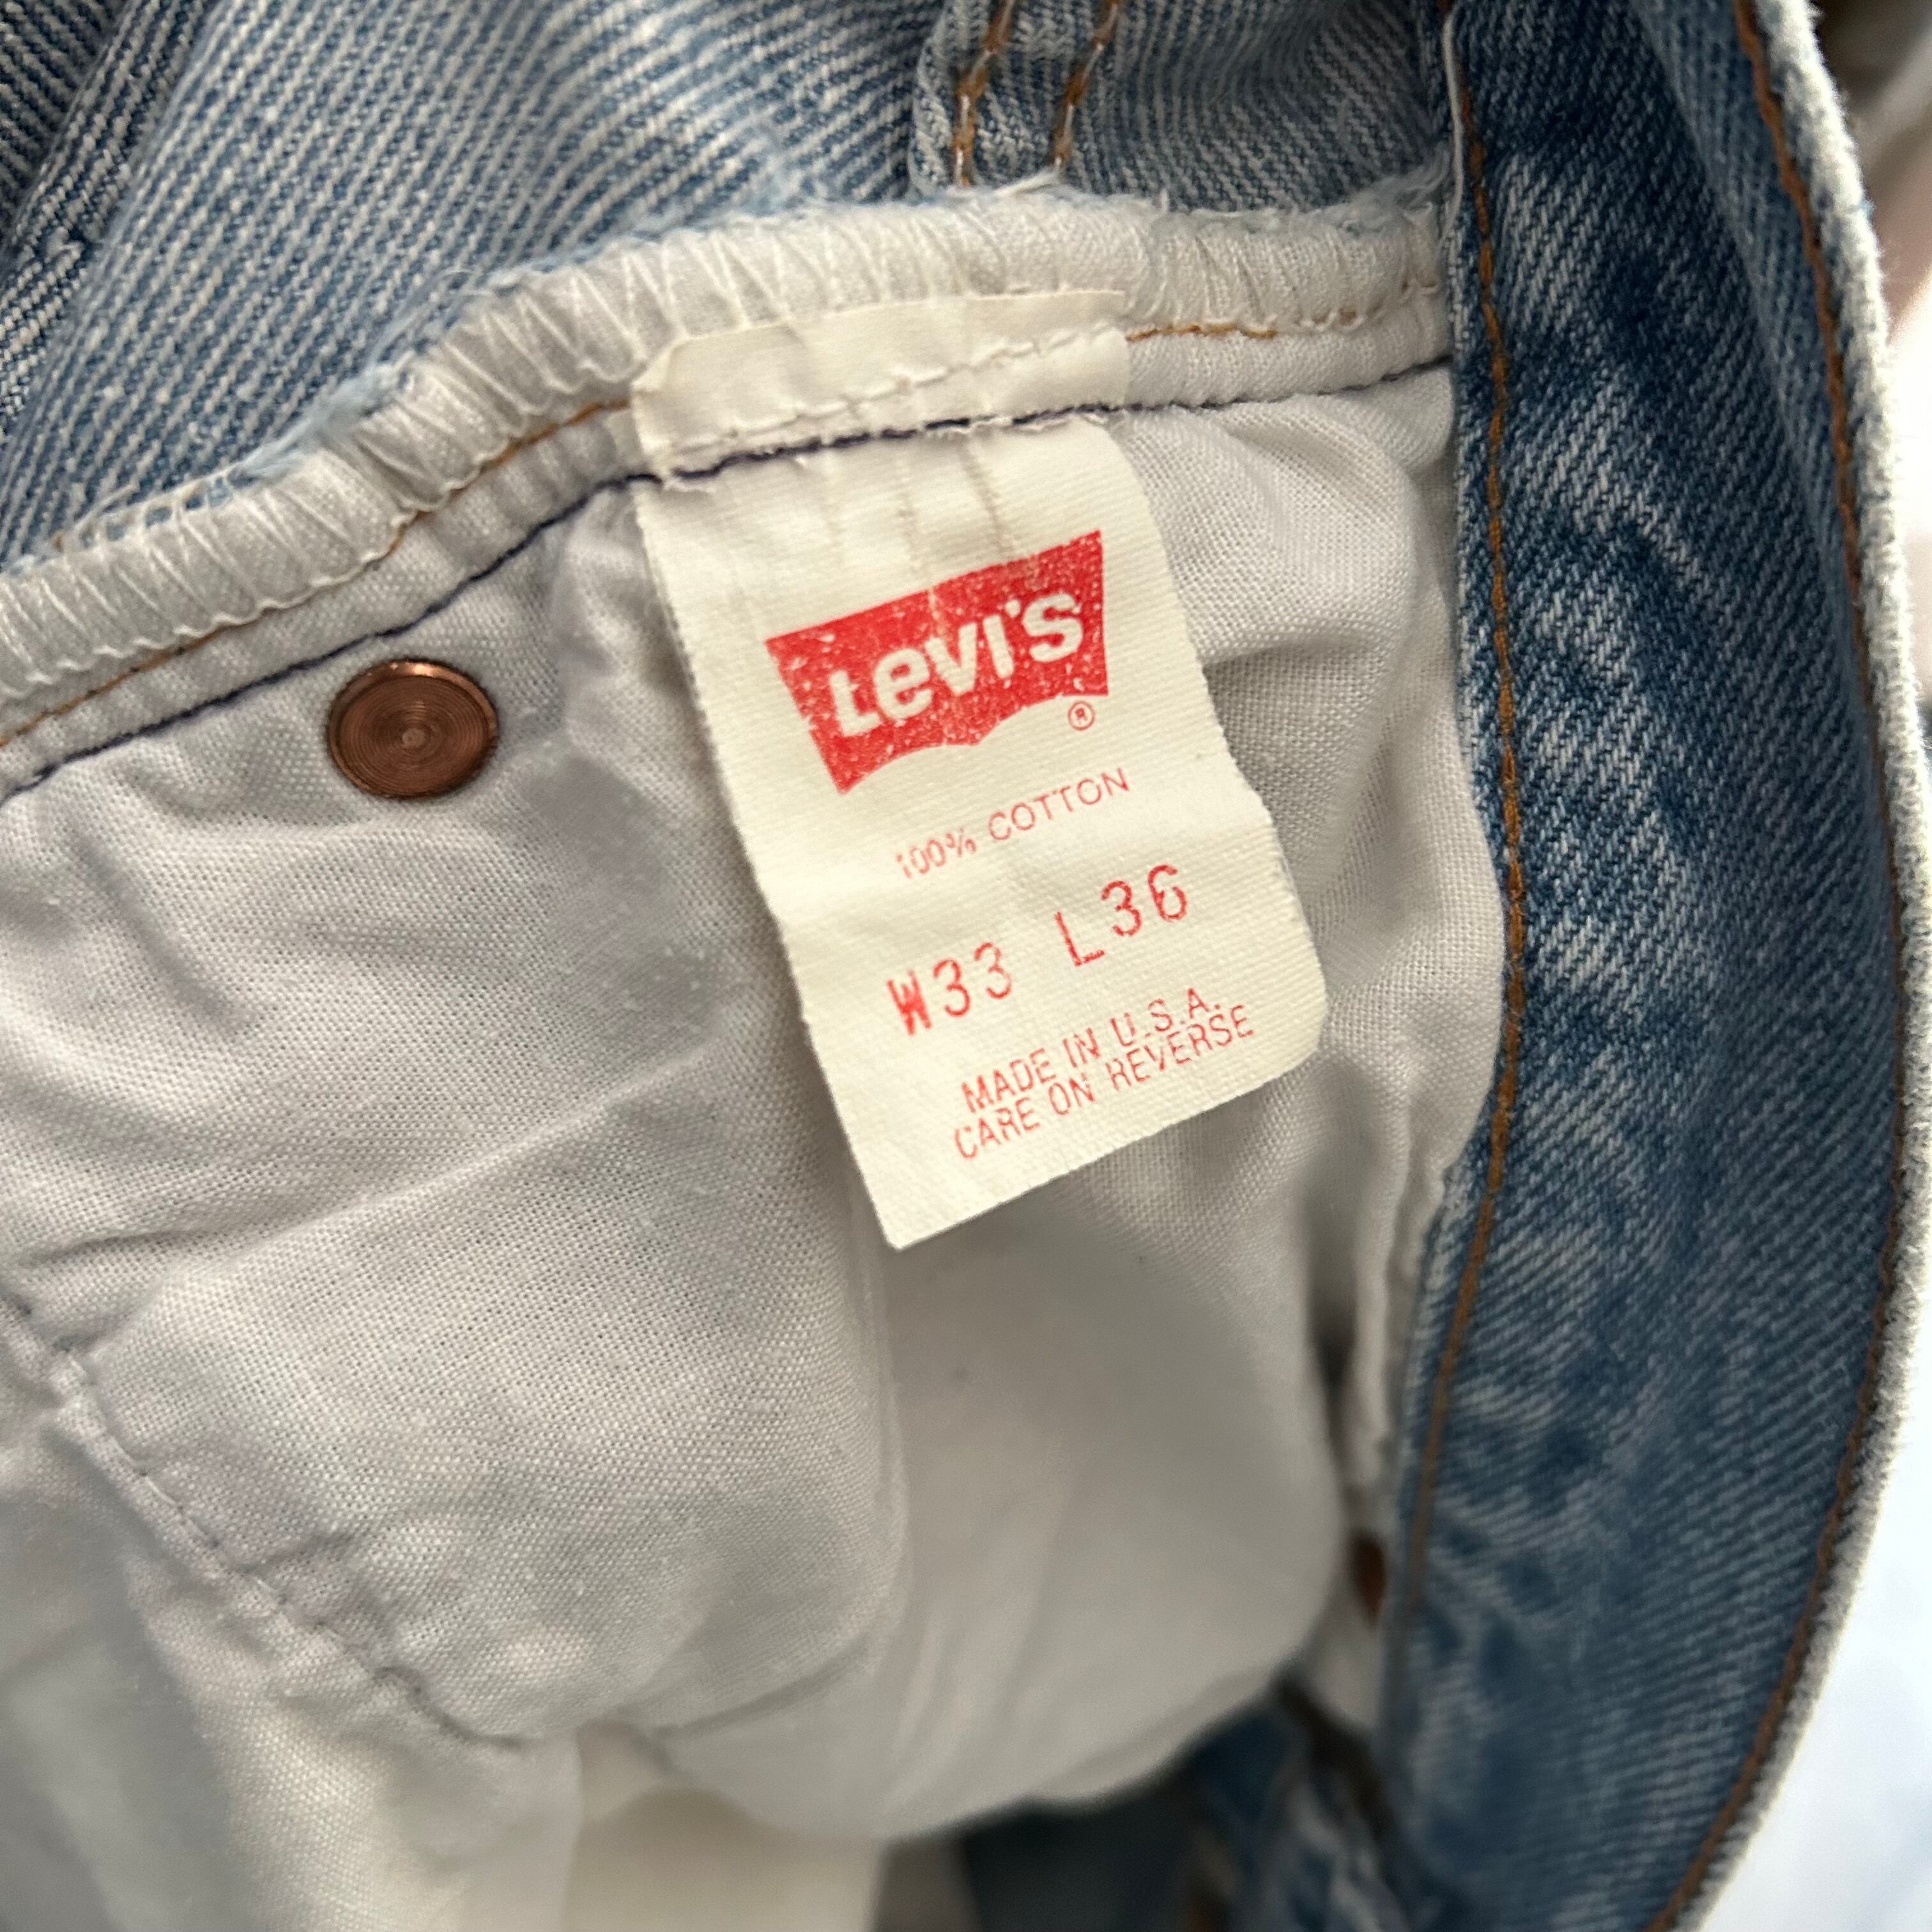 Levi's ®
100% COTTON
W33 L36
MADE IN U.S.A.
CARE ON REVERSE